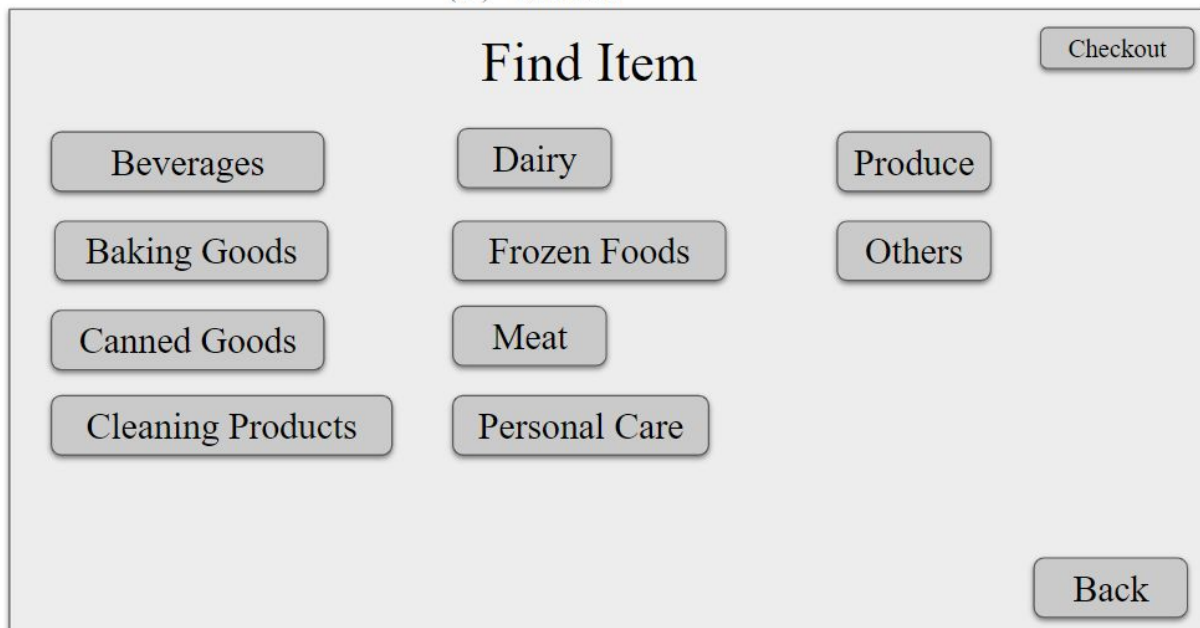 Find Item
Checkout
Beverages
Dairy
Produce
Baking Goods
Frozen Foods
Others
Canned Goods
Meat
Cleaning Products
Personal Care
Back